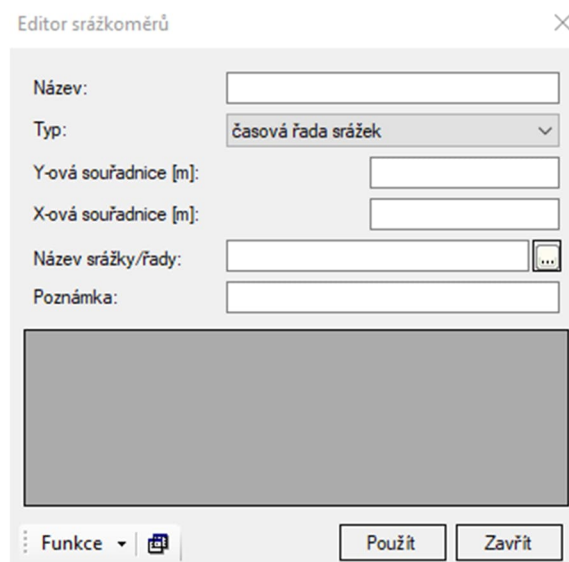 Editor srážkoměrů
Název:
Typ: časová řada srážek
Y-ová souřadnice [m]:
X-ová souřadnice [m]:
Název srážky/řady: ...
Poznámka:
Funkce Použít Zavřít